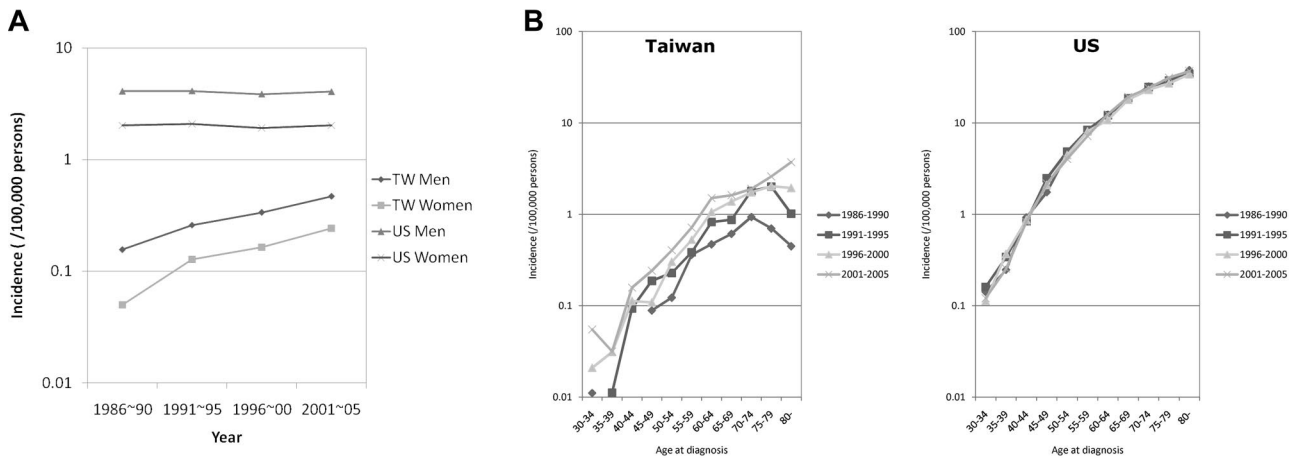 A
Incidence ( /100,000 persons)
10
1
0.1
0.01
1986~90 1991~95 1996~00 2001~05
Year
TW Men
TW Women
US Men
US Women
B
Taiwan
Incidence (/100,000 persons)
100
10
1
0.1
0.01
30-34 35-39 40-44 45-49 50-54 55-59 60-64 65-69 70-74 75-79 80-
Age at diagnosis
1986-1990
1991-1995
1996-2000
2001-2005
US
Incidence (/100,000 persons)
100
10
1
0.1
0.01
30-34 35-39 40-44 45-49 50-54 55-59 60-64 65-69 70-74 75-79 80-
Age at diagnosis
1986-1990
1991-1995
1996-2000
2001-2005